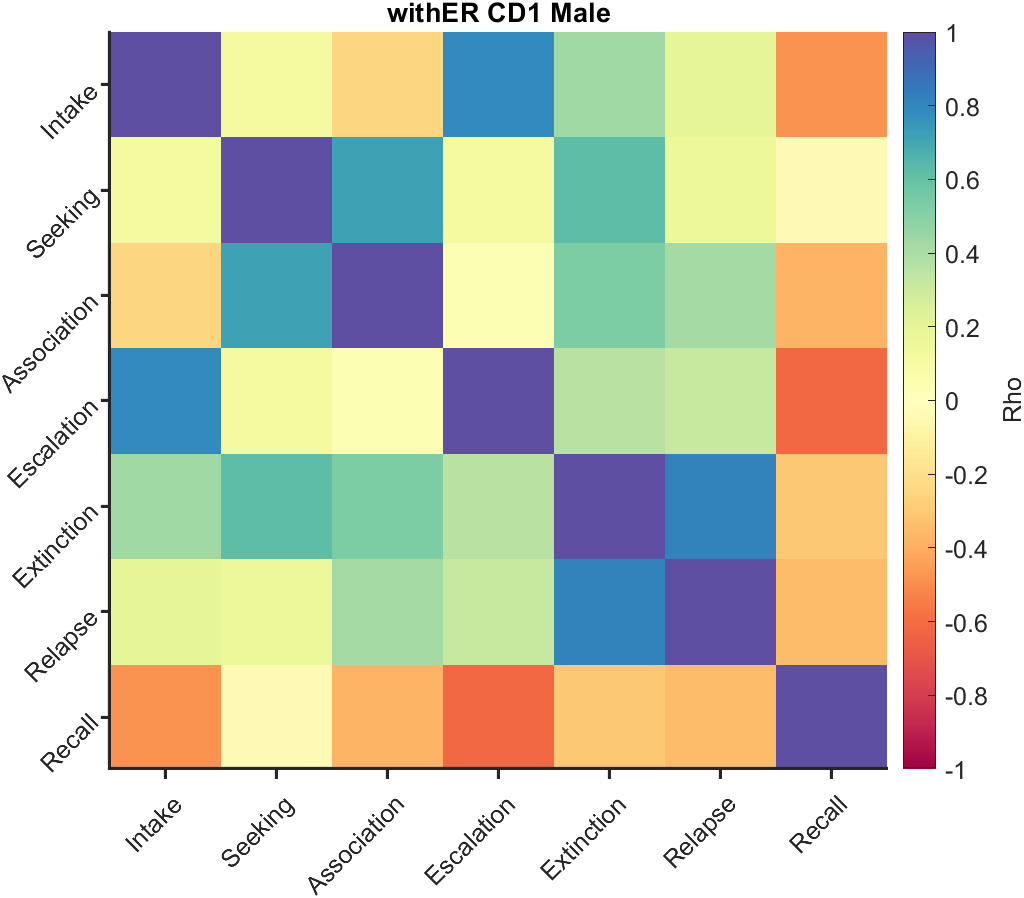 withER CD1 Male
Intake
Seeking
Association
Escalation
Extinction
Relapse
Recall
Intake
Seeking
Association
Escalation
Extinction
Relapse
Recall
1
0.8
0.6
0.4
0.2
0
-0.2
-0.4
-0.6
-0.8
-1
Rho